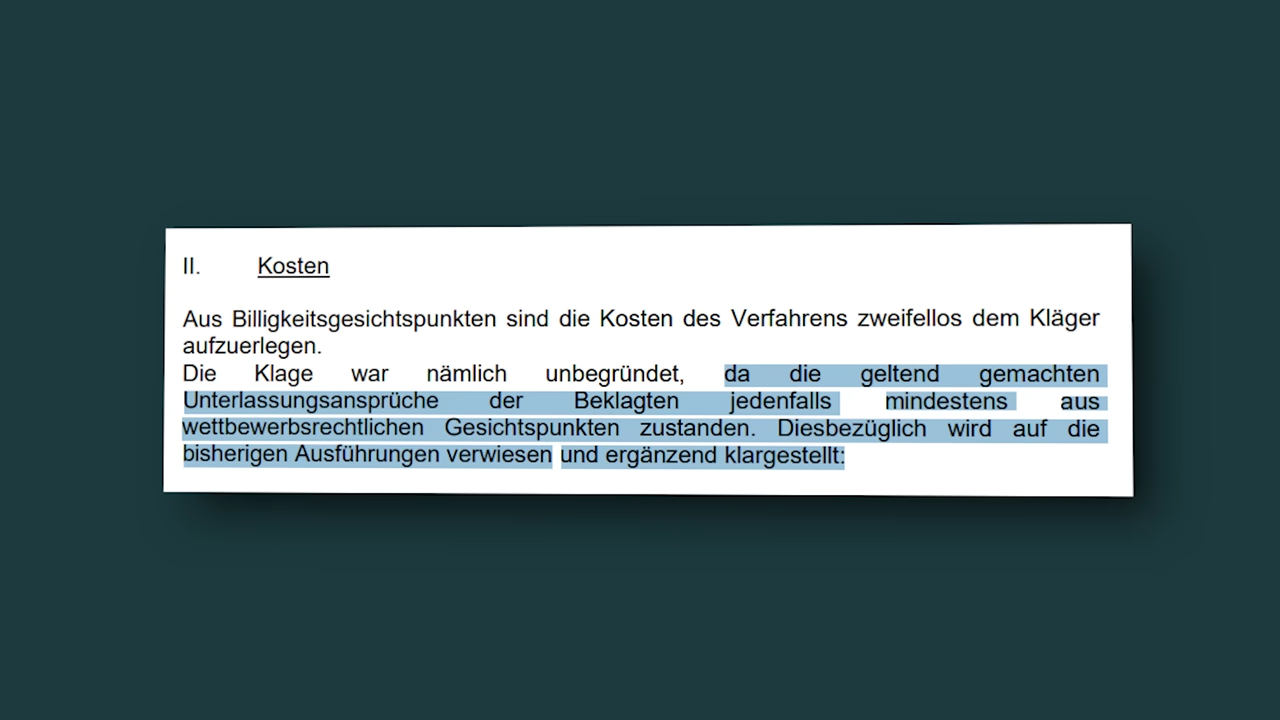 II. Kosten
Aus Billigkeitsgesichtspunkten sind die Kosten des Verfahrens zweifellos dem Kläger
aufzuerlegen.
Die Klage war nämlich unbegründet, da die geltend gemachten
Unterlassungsansprüche der Beklagten jedenfalls mindestens aus
wettbewerbsrechtlichen Gesichtspunkten zustanden. Diesbezüglich wird auf die
bisherigen Ausführungen verwiesen und ergänzend klargestellt: